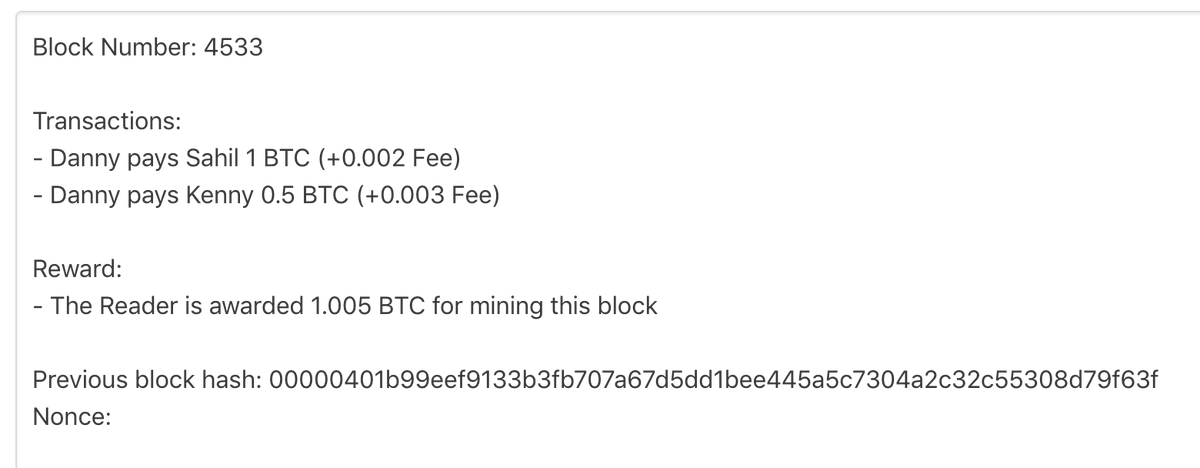 Block Number: 4533
Transactions:
- Danny pays Sahil 1 BTC (+0.002 Fee)
- Danny pays Kenny 0.5 BTC (+0.003 Fee)
Reward:
- The Reader is awarded 1.005 BTC for mining this block
Previous block hash: 00000401b99eef9133b3fb707a67d5dd1bee445a5c7304a2c32c55308d79f63f
Nonce: